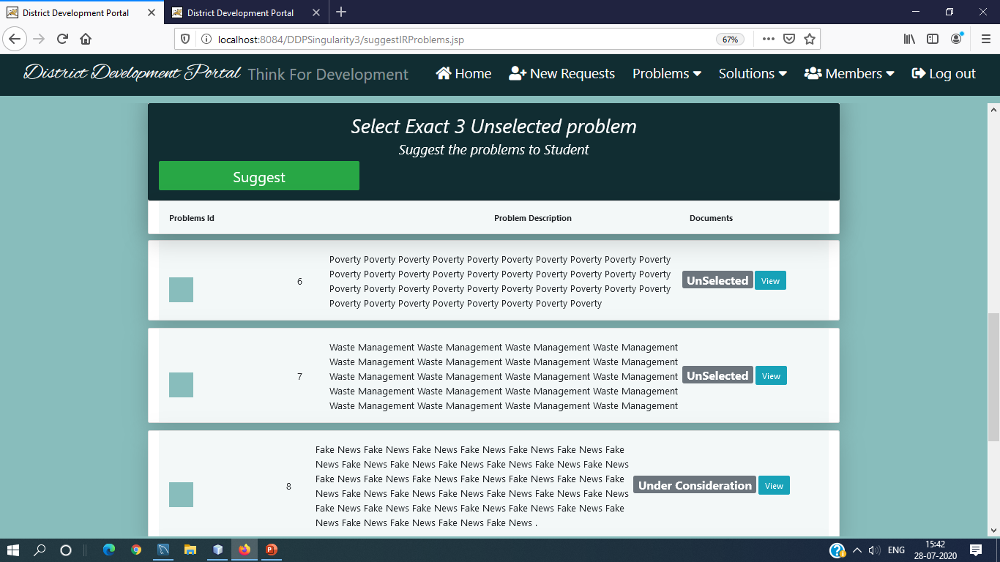 District Development Portal
District Development Portal
localhost:8084/DDPSingularity3/suggestIRProblems.jsp
67%
District Development Portal Think For Development Home New Requests Problems Solutions Members Log out
Select Exact 3 Unselected problem
Suggest the problems to Student
Suggest
Problems Id Problem Description Documents
Poverty Poverty Poverty Poverty Poverty Poverty Poverty Poverty Poverty Poverty
Poverty Poverty Poverty Poverty Poverty Poverty Poverty Poverty Poverty Poverty
Poverty Poverty Poverty Poverty Poverty Poverty Poverty Poverty Poverty Poverty
Poverty Poverty Poverty Poverty Poverty Poverty Poverty Poverty
6
UnSelected View
Waste Management Waste Management Waste Management Waste Management
Waste Management Waste Management Waste Management Waste Management
Waste Management Waste Management Waste Management Waste Management
Waste Management Waste Management Waste Management Waste Management
Waste Management Waste Management Waste Management Waste Management
7
UnSelected View
Fake News Fake News Fake News Fake News Fake News Fake News Fake
News Fake News Fake News Fake News Fake News Fake News Fake News
Fake News Fake News Fake News Fake News Fake News Fake News Fake
News Fake News Fake News Fake News Fake News Fake News Fake News
Fake News Fake News Fake News Fake News Fake News Fake News Fake
News Fake News Fake News Fake News Fake News .
8
Under Consideration View
ENG
15:42
28-07-2020